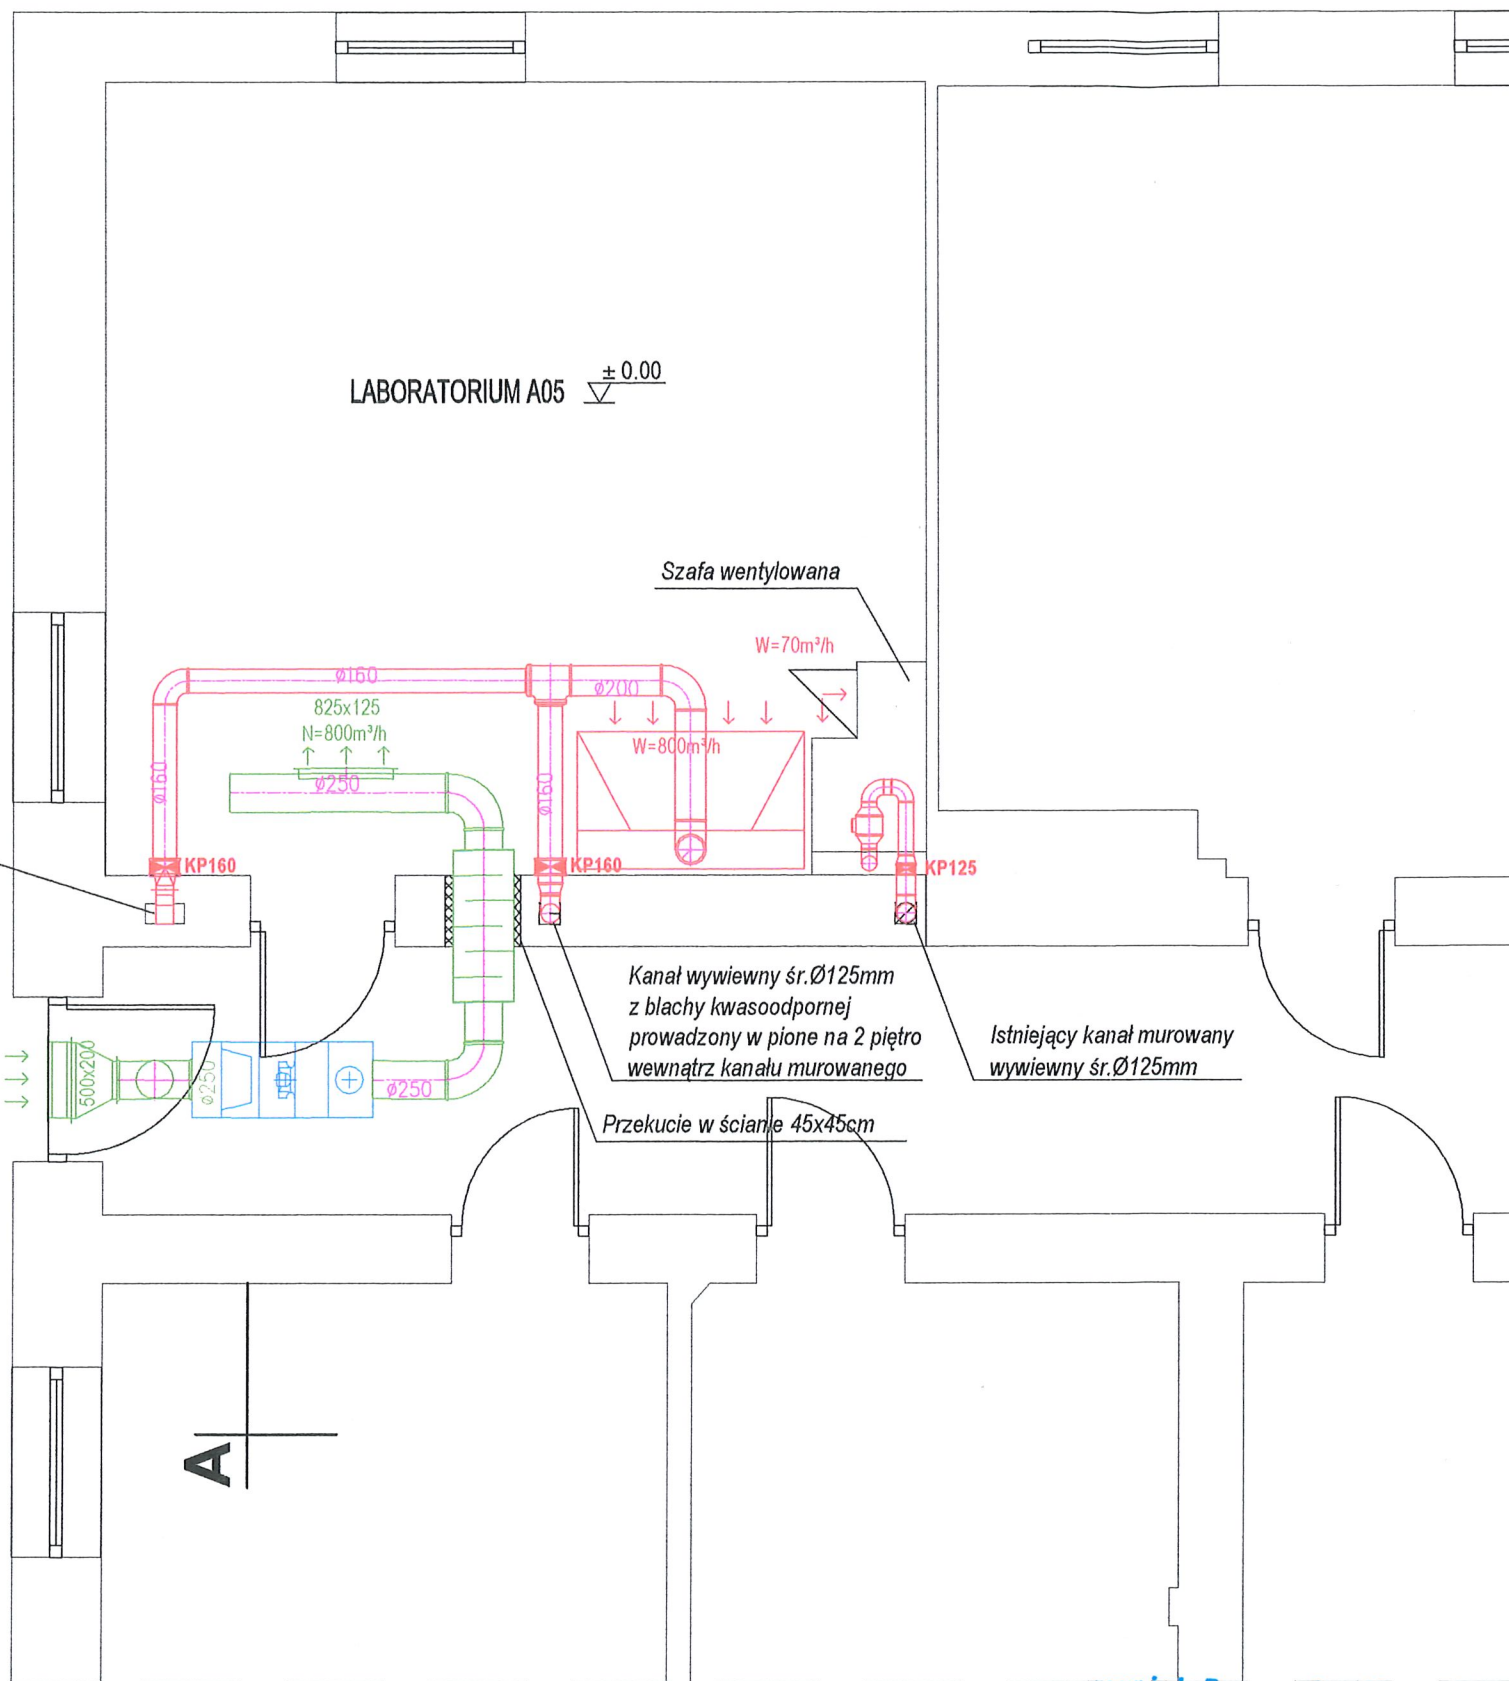 LABORATORIUM A05
± 0.00
Szafa wentylowana
W=70m³/h
ø160
ø200
825x125
N=800m³/h
W=800m³/h
ø160
ø250
ø160
KP160
KP160
KP125
Kanał wywiewny śr.Ø125mm
z blachy kwasoodpornej
prowadzony w pione na 2 piętro
wewnątrz kanału murowanego
Istniejący kanał murowany
wywiewny śr.Ø125mm
500x200
ø250
ø250
Przekucie w ścianie 45x45cm
A